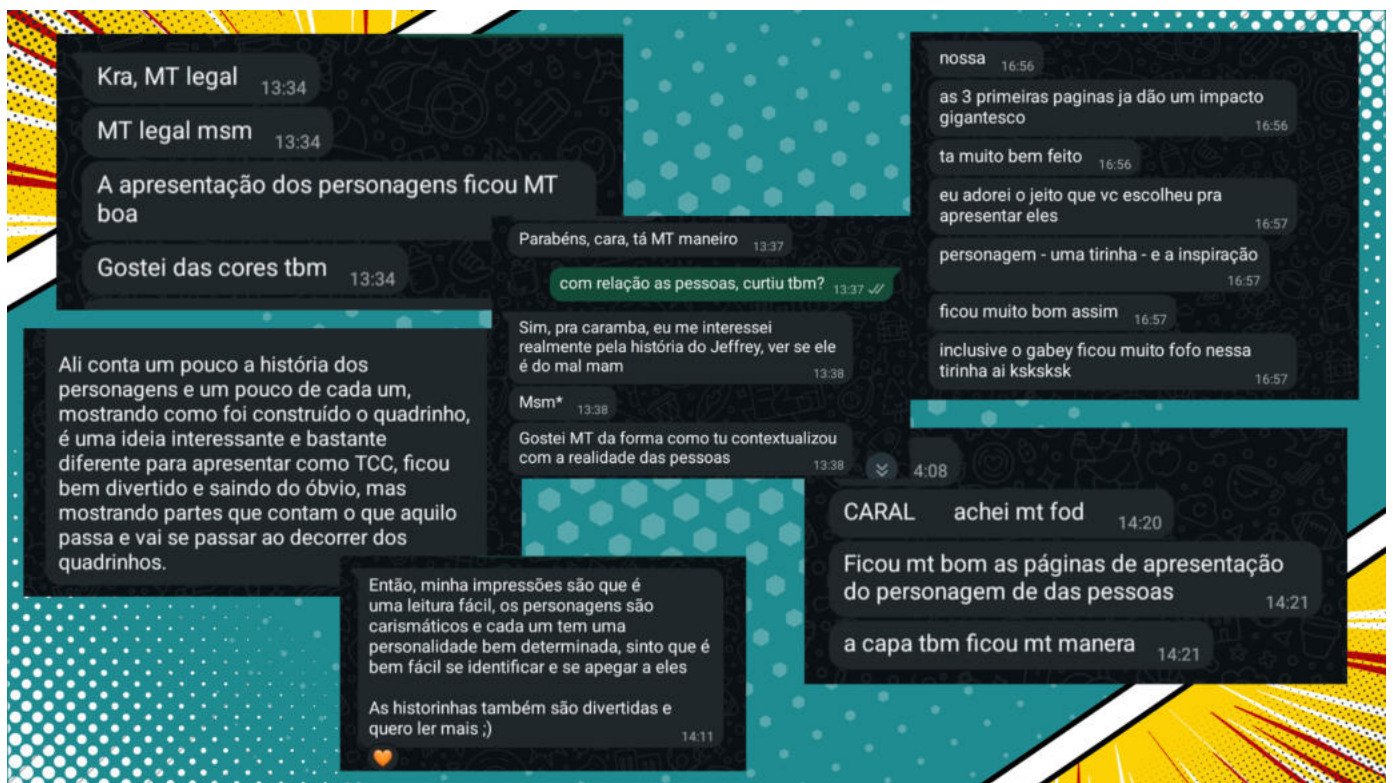 Kra, MT legal 13:34
MT legal msm 13:34
A apresentação dos personagens ficou MT
boa
Gostei das cores tbm 13:34
Ali conta um pouco a história dos
personagens e um pouco de cada um,
mostrando como foi construído o quadrinho,
é uma ideia interessante e bastante
diferente para apresentar como TCC, ficou
bem divertido e saindo do óbvio, mas
mostrando partes que contam o que aquilo
passa e vai se passar ao decorrer dos
quadrinhos.
Parabéns, cara, tá MT maneiro 13:37
com relação as pessoas, curtiu tbm? 13:37
Sim, pra caramba, eu me interessei
realmente pela história do Jeffrey, ver se ele
é do mal mam 13:38
Msm* 13:38
Gostei MT da forma como tu contextualizou
com a realidade das pessoas 13:38
Então, minha impressões são que é
uma leitura fácil, os personagens são
carismáticos e cada um tem uma
personalidade bem determinada, sinto que é
bem fácil se identificar e se apegar a eles
As historinhas também são divertidas e
quero ler mais ;) 14:11
nossa 16:56
as 3 primeiras paginas ja dão um impacto
gigantesco 16:56
ta muito bem feito 16:56
eu adorei o jeito que vc escolheu pra
apresentar eles 16:57
personagem - uma tirinha - e a inspiração
16:57
ficou muito bom assim 16:57
inclusive o gabey ficou muito fofo nessa
tirinha ai ksksksk 16:57
4:08
CARAL achei mt fod 14:20
Ficou mt bom as páginas de apresentação
do personagem de das pessoas 14:21
a capa tbm ficou mt manera 14:21